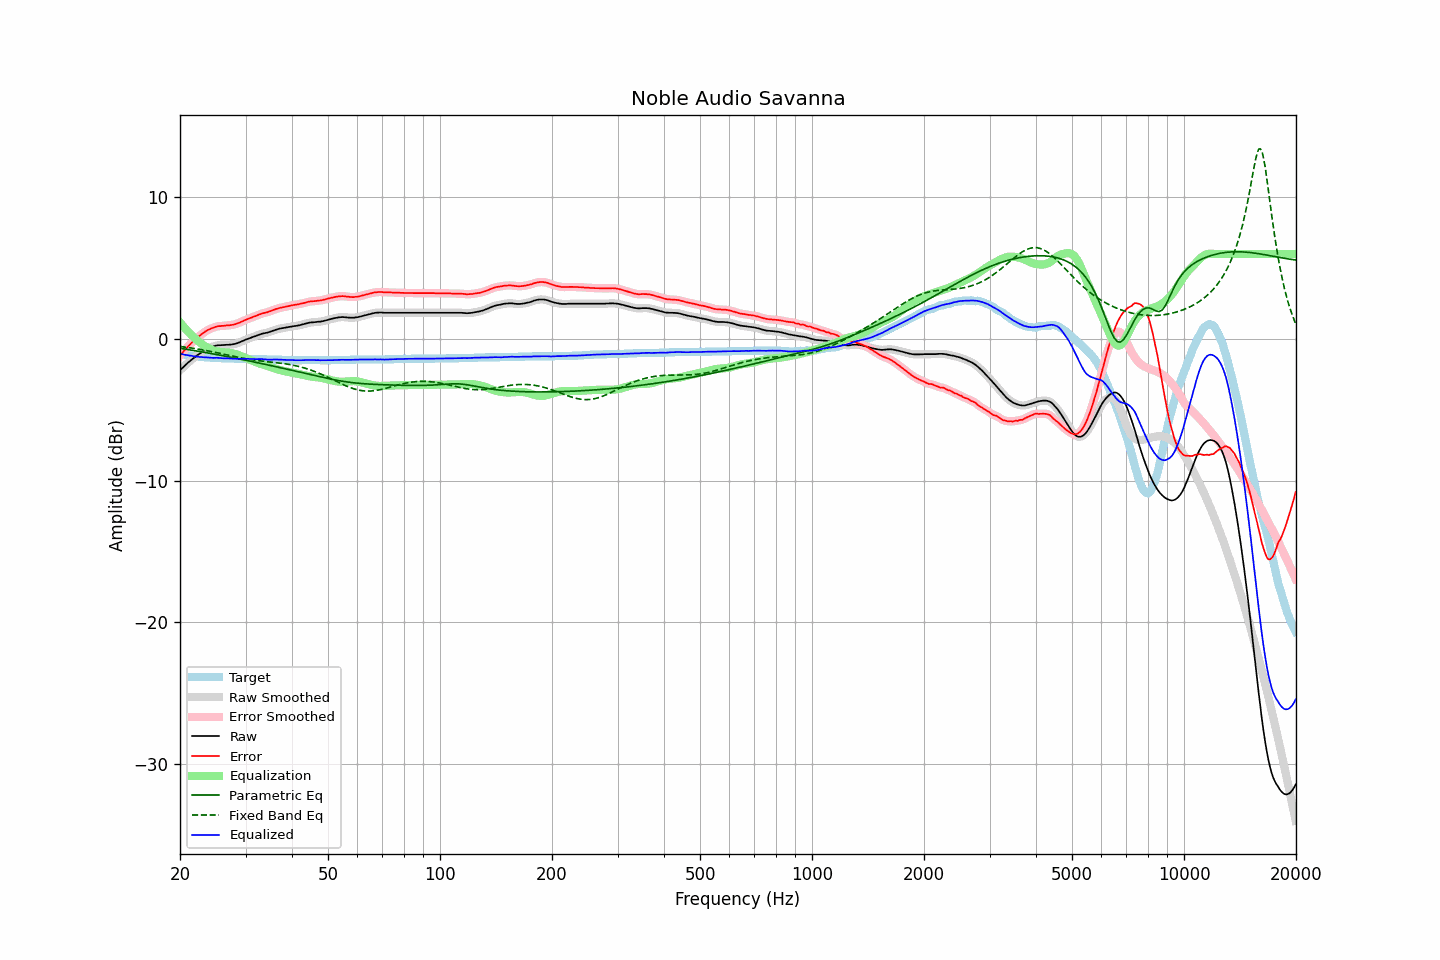 Noble Audio Savanna
Amplitude (dBr)
10
0
−10
−20
−30
Target
Raw Smoothed
Error Smoothed
Raw
Error
Equalization
Parametric Eq
Fixed Band Eq
Equalized
20 50 100 200 500 1000 2000 5000 10000 20000
Frequency (Hz)